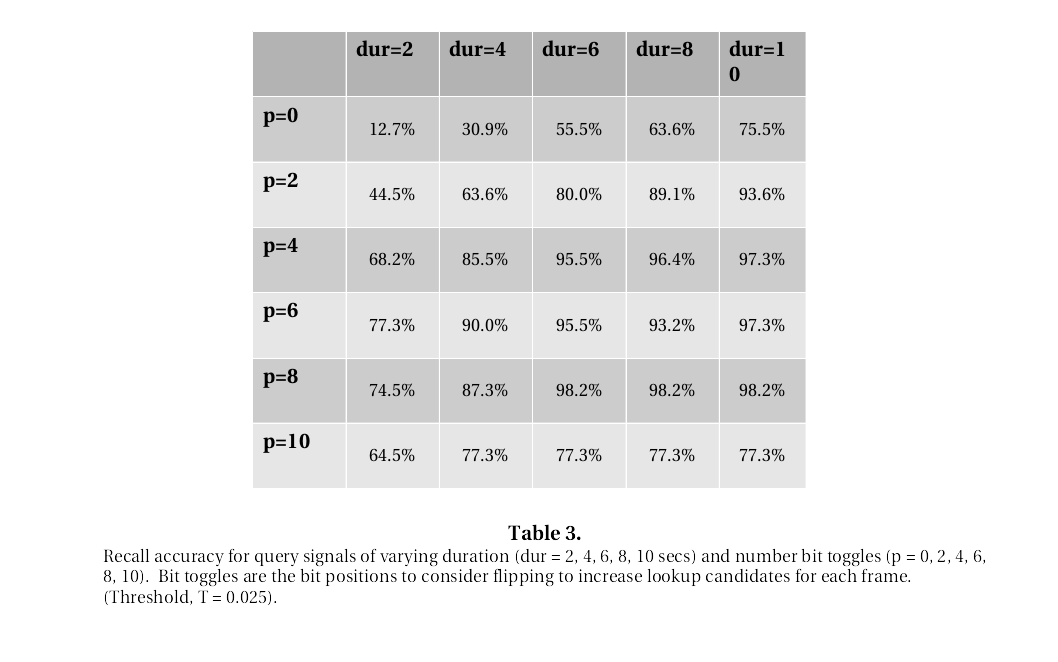 dur=2 dur=4 dur=6 dur=8 dur=1
0
p=0 12.7% 30.9% 55.5% 63.6% 75.5%
p=2 44.5% 63.6% 80.0% 89.1% 93.6%
p=4 68.2% 85.5% 95.5% 96.4% 97.3%
p=6 77.3% 90.0% 95.5% 93.2% 97.3%
p=8 74.5% 87.3% 98.2% 98.2% 98.2%
p=10 64.5% 77.3% 77.3% 77.3% 77.3%
Table 3.
Recall accuracy for query signals of varying duration (dur = 2, 4, 6, 8, 10 secs) and number bit toggles (p = 0, 2, 4, 6,
8, 10). Bit toggles are the bit positions to consider flipping to increase lookup candidates for each frame.
(Threshold, T = 0.025).